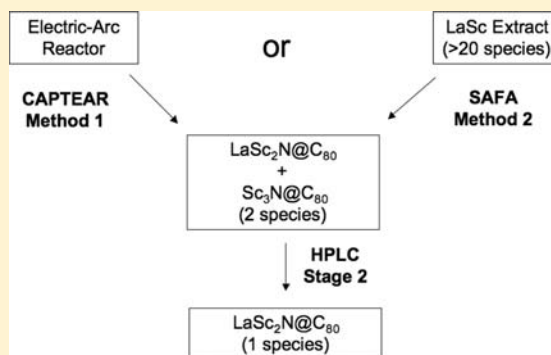 Electric-Arc
Reactor
or
LaSc Extract
(>20 species)
CAPTEAR
Method 1
SAFA
Method 2
LaSc₂N@C₈₀
+
Sc₃N@C₈₀
(2 species)
HPLC
Stage 2
LaSc₂N@C₈₀
(1 species)